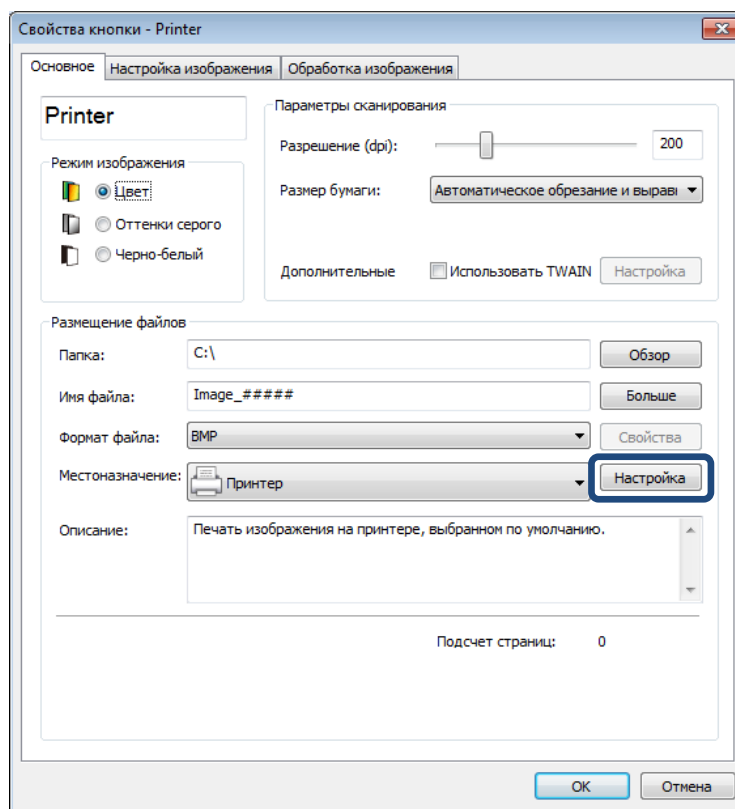 Свойства кнопки - Printer
Основное Настройка изображения Обработка изображения
Printer
Режим изображения
Цвет
Оттенки серого
Черно-белый
Параметры сканирования
Разрешение (dpi): 200
Размер бумаги: Автоматическое обрезание и вырав
Дополнительные Использовать TWAIN Настройка
Размещение файлов
Папка: C:\ Обзор
Имя файла: Image_##### Больше
Формат файла: BMP Свойства
Местоназначение: Принтер Настройка
Описание: Печать изображения на принтере, выбранном по умолчанию.
Подсчет страниц: 0
OK Отмена